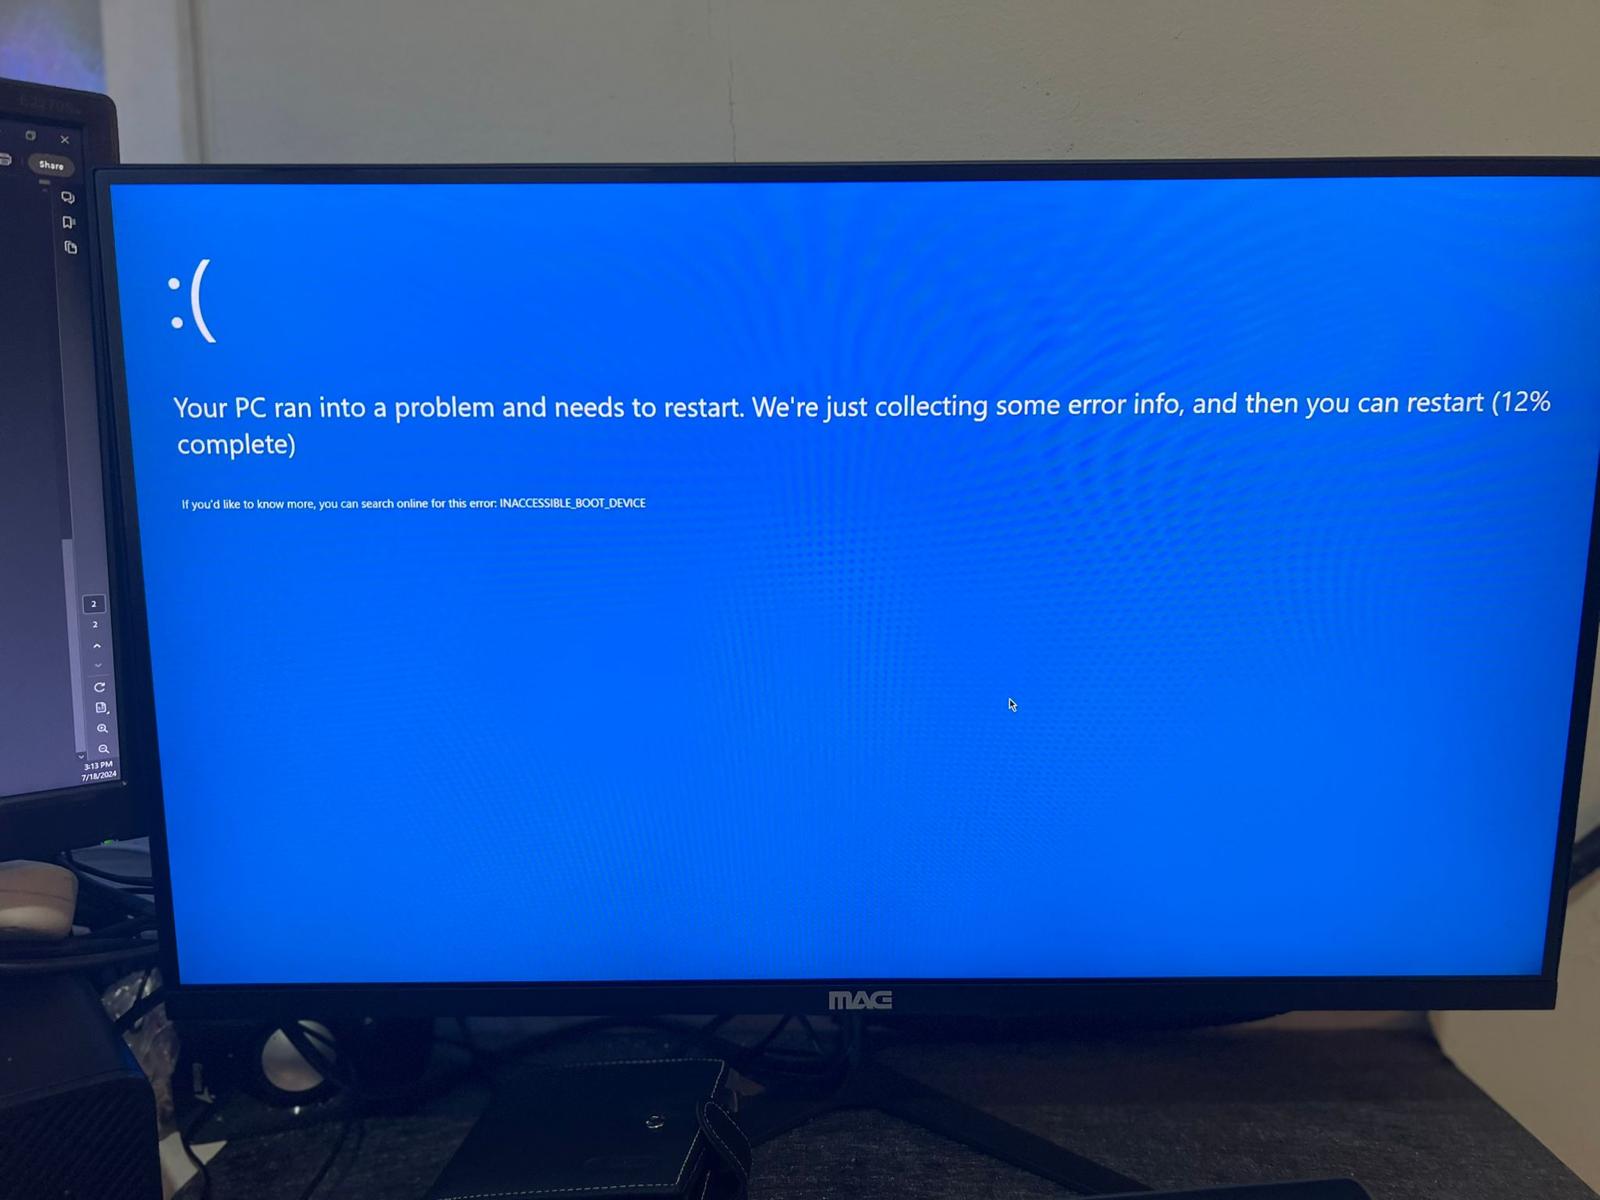 Share
:(
Your PC ran into a problem and needs to restart. We're just collecting some error info, and then you can restart (12%
complete)
If you'd like to know more, you can search online for this error: INACCESSIBLE_BOOT_DEVICE
2
2
3:13 PM
7/18/2024
MAG